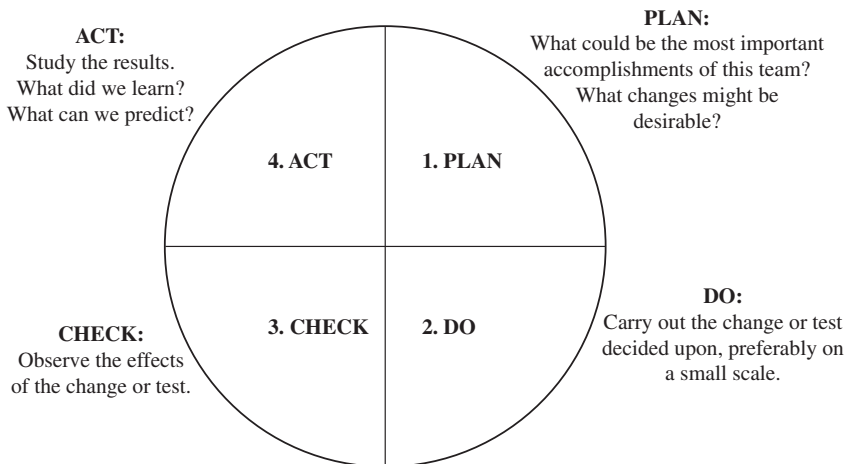 ACT:
Study the results.
What did we learn?
What can we predict?
PLAN:
What could be the most important
accomplishments of this team?
What changes might be
desirable?
4. ACT
1. PLAN
3. CHECK
2. DO
CHECK:
Observe the effects
of the change or test.
DO:
Carry out the change or test
decided upon, preferably on
a small scale.